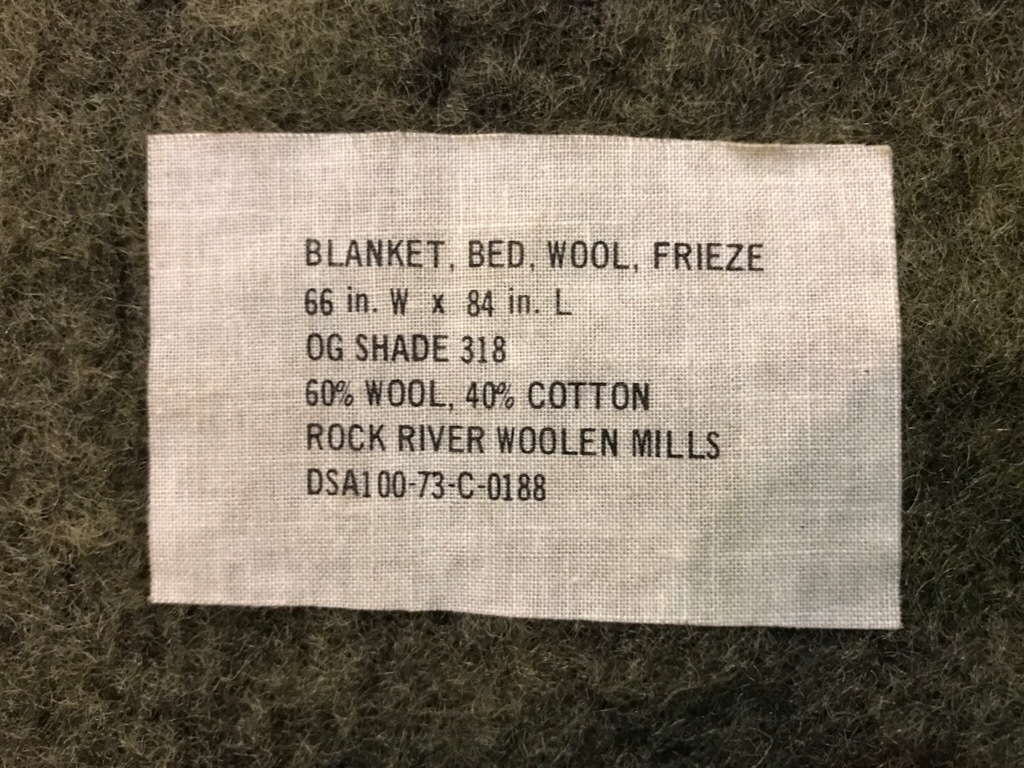 BLANKET, BED, WOOL, FRIEZE
66 in. W x 84 in. L
OG SHADE 318
60% WOOL, 40% COTTON
ROCK RIVER WOOLEN MILLS
DSA100-73-C-0188